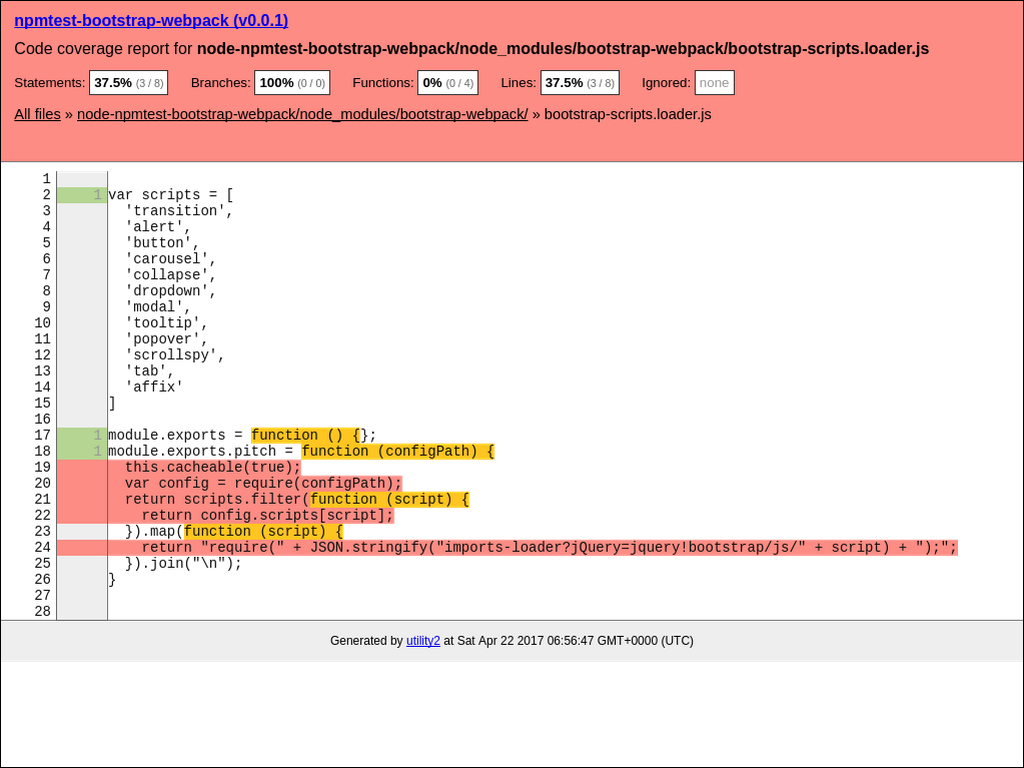 npmtest-bootstrap-webpack (v0.0.1)
Code coverage report for node-npmtest-bootstrap-webpack/node_modules/bootstrap-webpack/bootstrap-scripts.loader.js
Statements: 37.5% (3 / 8) Branches: 100% (0 / 0) Functions: 0% (0 / 4) Lines: 37.5% (3 / 8) Ignored: none
All files » node-npmtest-bootstrap-webpack/node_modules/bootstrap-webpack/ » bootstrap-scripts.loader.js
1
2 1 var scripts = [
3 'transition',
4 'alert',
5 'button',
6 'carousel',
7 'collapse',
8 'dropdown',
9 'modal',
10 'tooltip',
11 'popover',
12 'scrollspy',
13 'tab',
14 'affix'
15 ]
16
17 1 module.exports = function () {};
18 1 module.exports.pitch = function (configPath) {
19 this.cacheable(true);
20 var config = require(configPath);
21 return scripts.filter(function (script) {
22 return config.scripts[script];
23 }).map(function (script) {
24 return "require(" + JSON.stringify("imports-loader?jQuery=jquery!bootstrap/js/" + script) + ");";
25 }).join("\n");
26 }
27
28
Generated by utility2 at Sat Apr 22 2017 06:56:47 GMT+0000 (UTC)